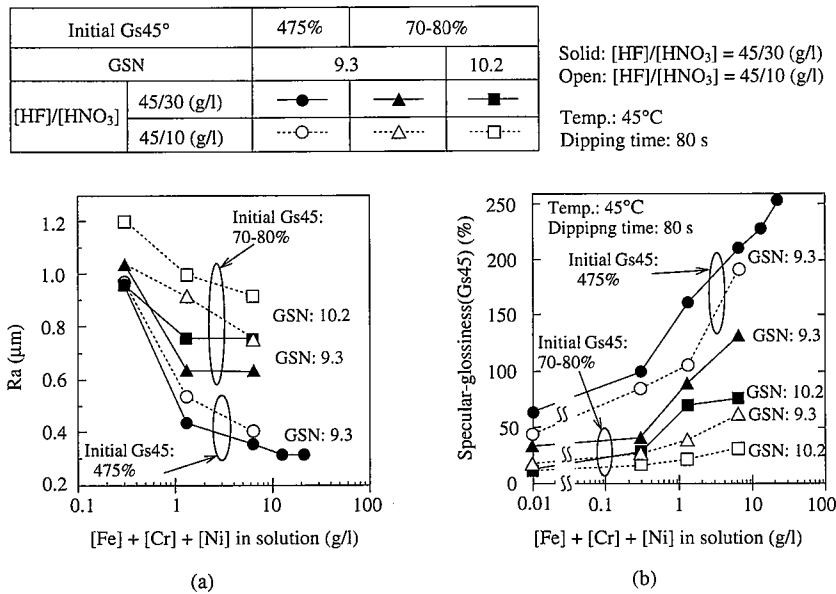 Initial Gs45° 475% 70-80%
GSN 9.3 10.2
[HF]/[HNO₃] 45/30 (g/l)
45/10 (g/l)
Solid: [HF]/[HNO₃] = 45/30 (g/l)
Open: [HF]/[HNO₃] = 45/10 (g/l)
Temp.: 45°C
Dipping time: 80 s
Ra (μm)
1.2
1.0
0.8
0.6
0.4
0.2
0.1 1 10 100
Initial Gs45:
70-80%
GSN: 10.2
GSN: 9.3
GSN: 9.3
Initial Gs45:
475%
[Fe] + [Cr] + [Ni] in solution (g/l)
(a)
Specular-glossiness(Gs45) (%)
250
200
150
100
50
0
0.01 0.1 1 10 100
Temp.: 45°C
Dippipng time: 80 s
Initial Gs45:
475%
GSN: 9.3
Initial Gs45:
70-80%
GSN: 9.3
GSN: 10.2
GSN: 9.3
GSN: 10.2
[Fe] + [Cr] + [Ni] in solution (g/l)
(b)